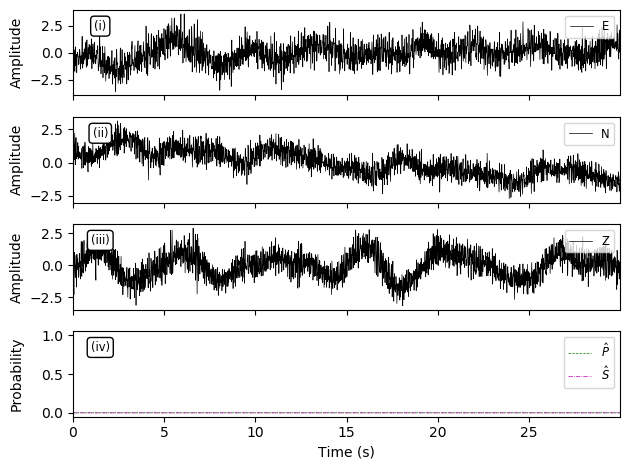 (i)
E
Amplitude
2.5
0.0
−2.5
(ii)
N
Amplitude
2.5
0.0
−2.5
(iii)
Z
Amplitude
2.5
0.0
−2.5
(iv)
P̂
Ŝ
Probability
1.0
0.5
0.0
0 5 10 15 20 25
Time (s)